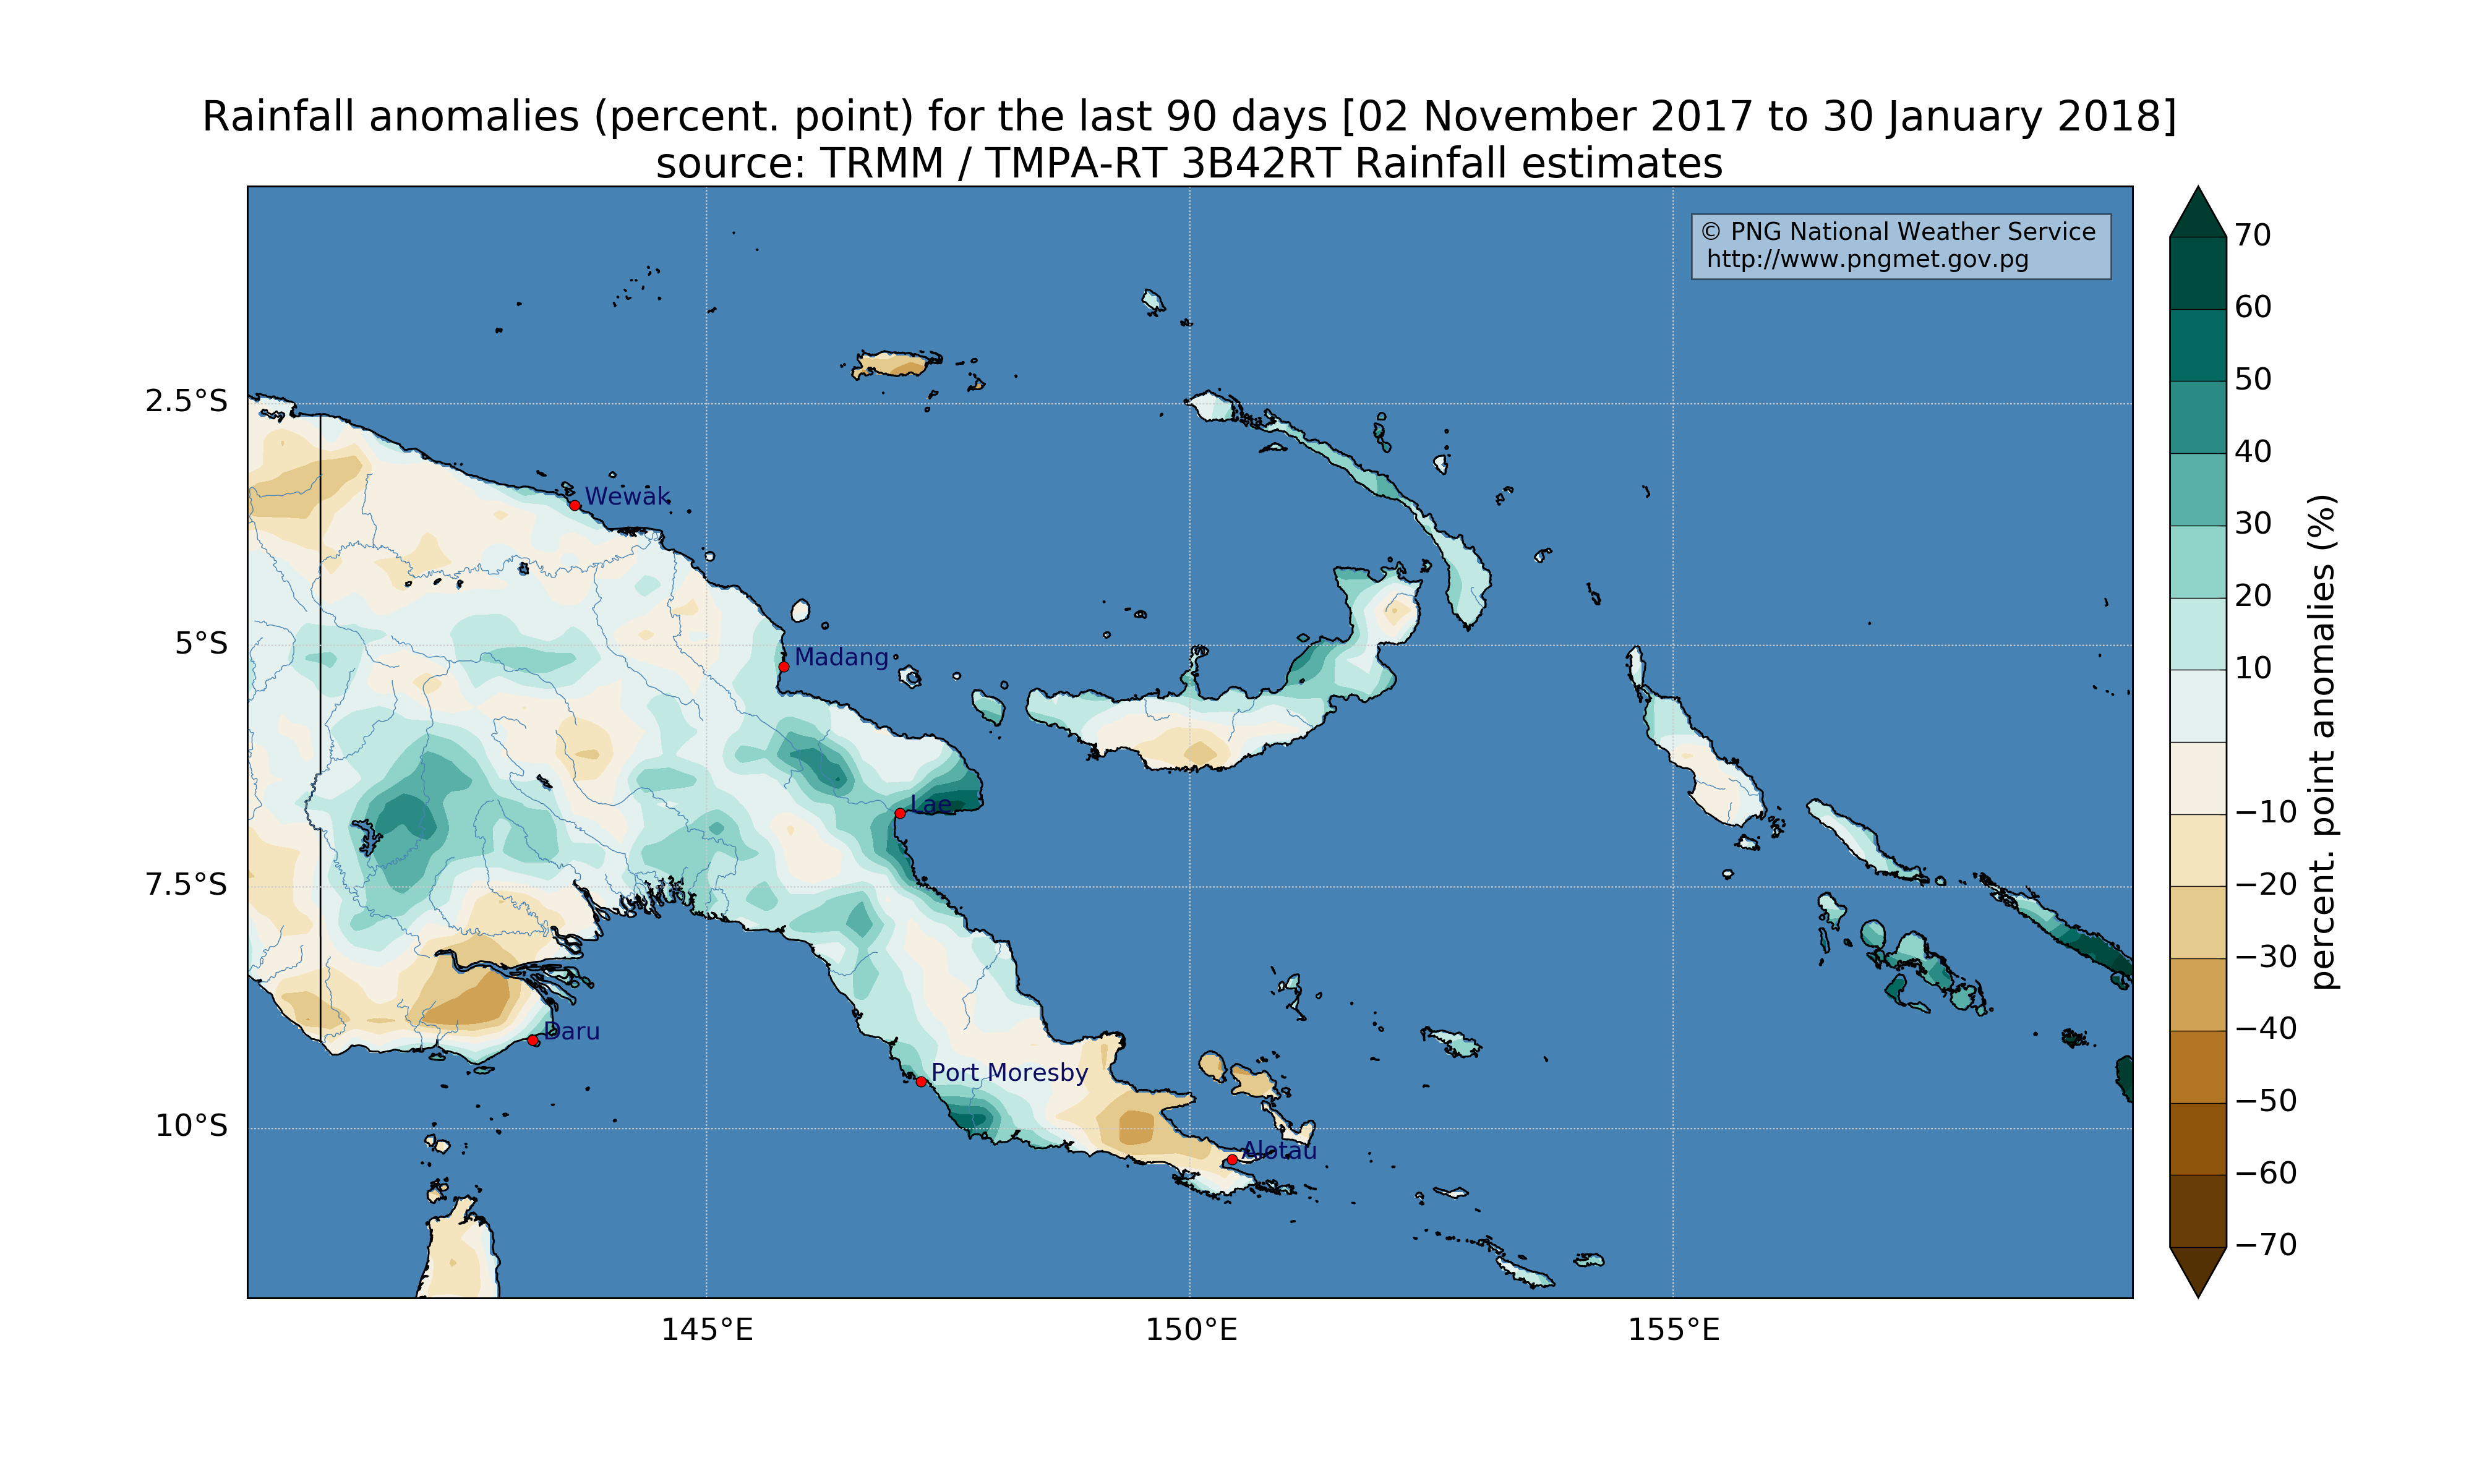 Rainfall anomalies (percent. point) for the last 90 days [02 November 2017 to 30 January 2018]
source: TRMM / TMPA-RT 3B42RT Rainfall estimates
© PNG National Weather Service
http://www.pngmet.gov.pg
2.5°S
5°S
7.5°S
10°S
Wewak
Madang
Lae
Daru
Port Moresby
Alotau
145°E
150°E
155°E
70
60
50
40
30
20
10
−10
−20
−30
−40
−50
−60
−70
percent. point anomalies (%)